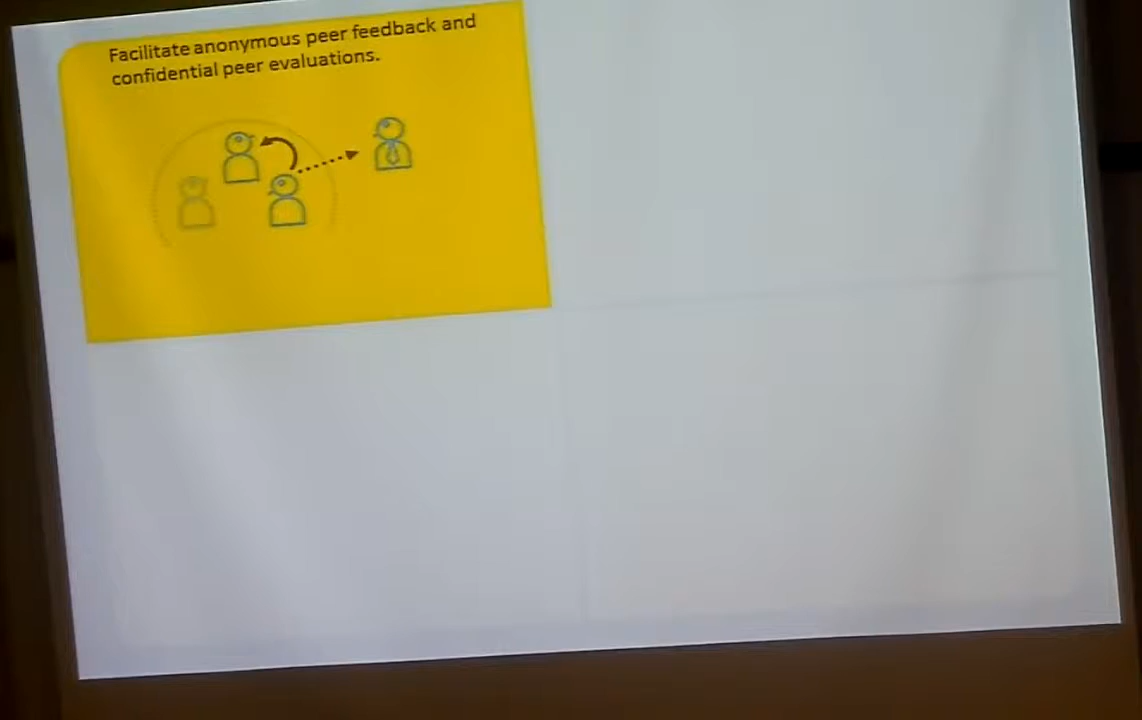 Facilitate anonymous peer feedback and
confidential peer evaluations.